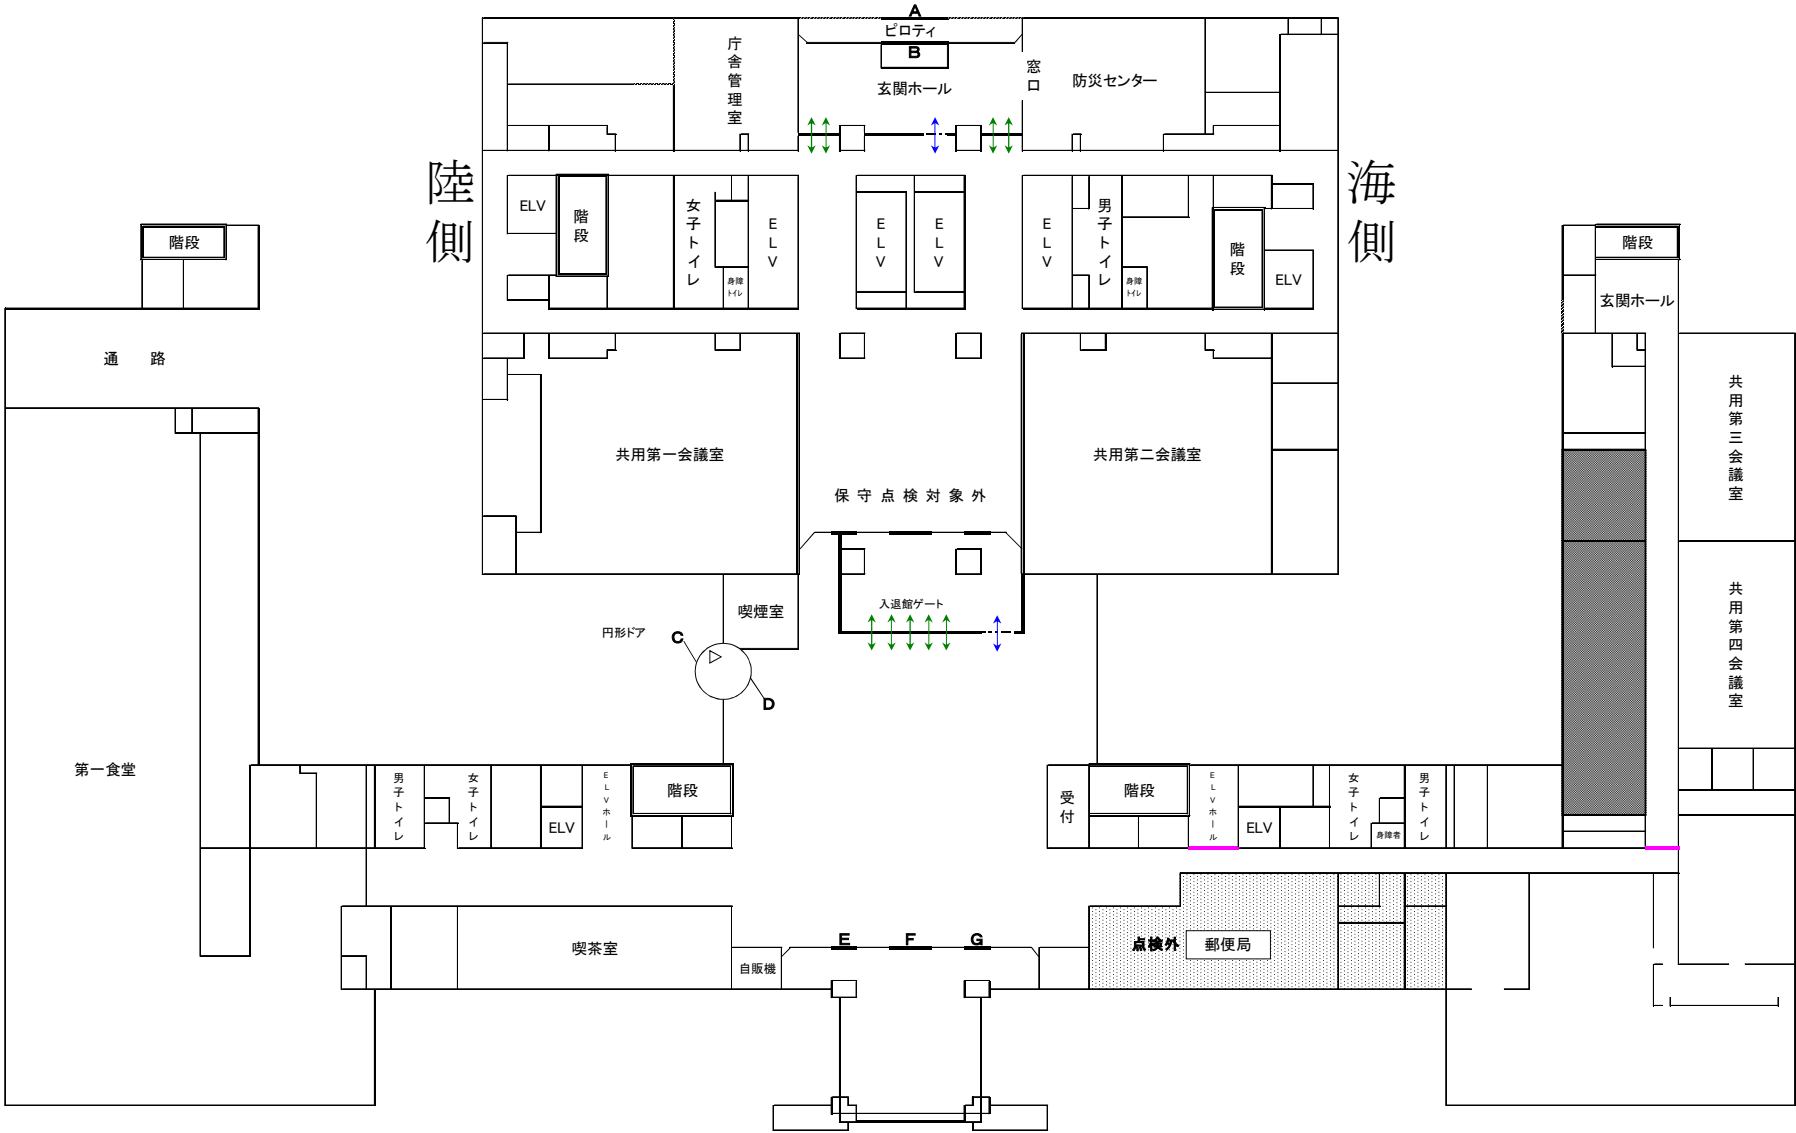 A
ピロティ
B
庁舎管理室
玄関ホール
窓口
防災センター
陸側
海側
ELV
階段
女子トイレ
身障トイレ
ELV
ELV
ELV
ELV
男子トイレ
身障トイレ
階段
ELV
階段
通 路
階段
玄関ホール
共用第一会議室
共用第二会議室
共用第三会議室
保守点検対象外
入退館ゲート
喫煙室
円形ドア
C
D
共用第四会議室
第一食堂
男子トイレ
女子トイレ
ELV
ELVホール
階段
受付
階段
ELVホール
ELV
女子トイレ
身障者
男子トイレ
喫茶室
自販機
E
F
G
点検外
郵便局